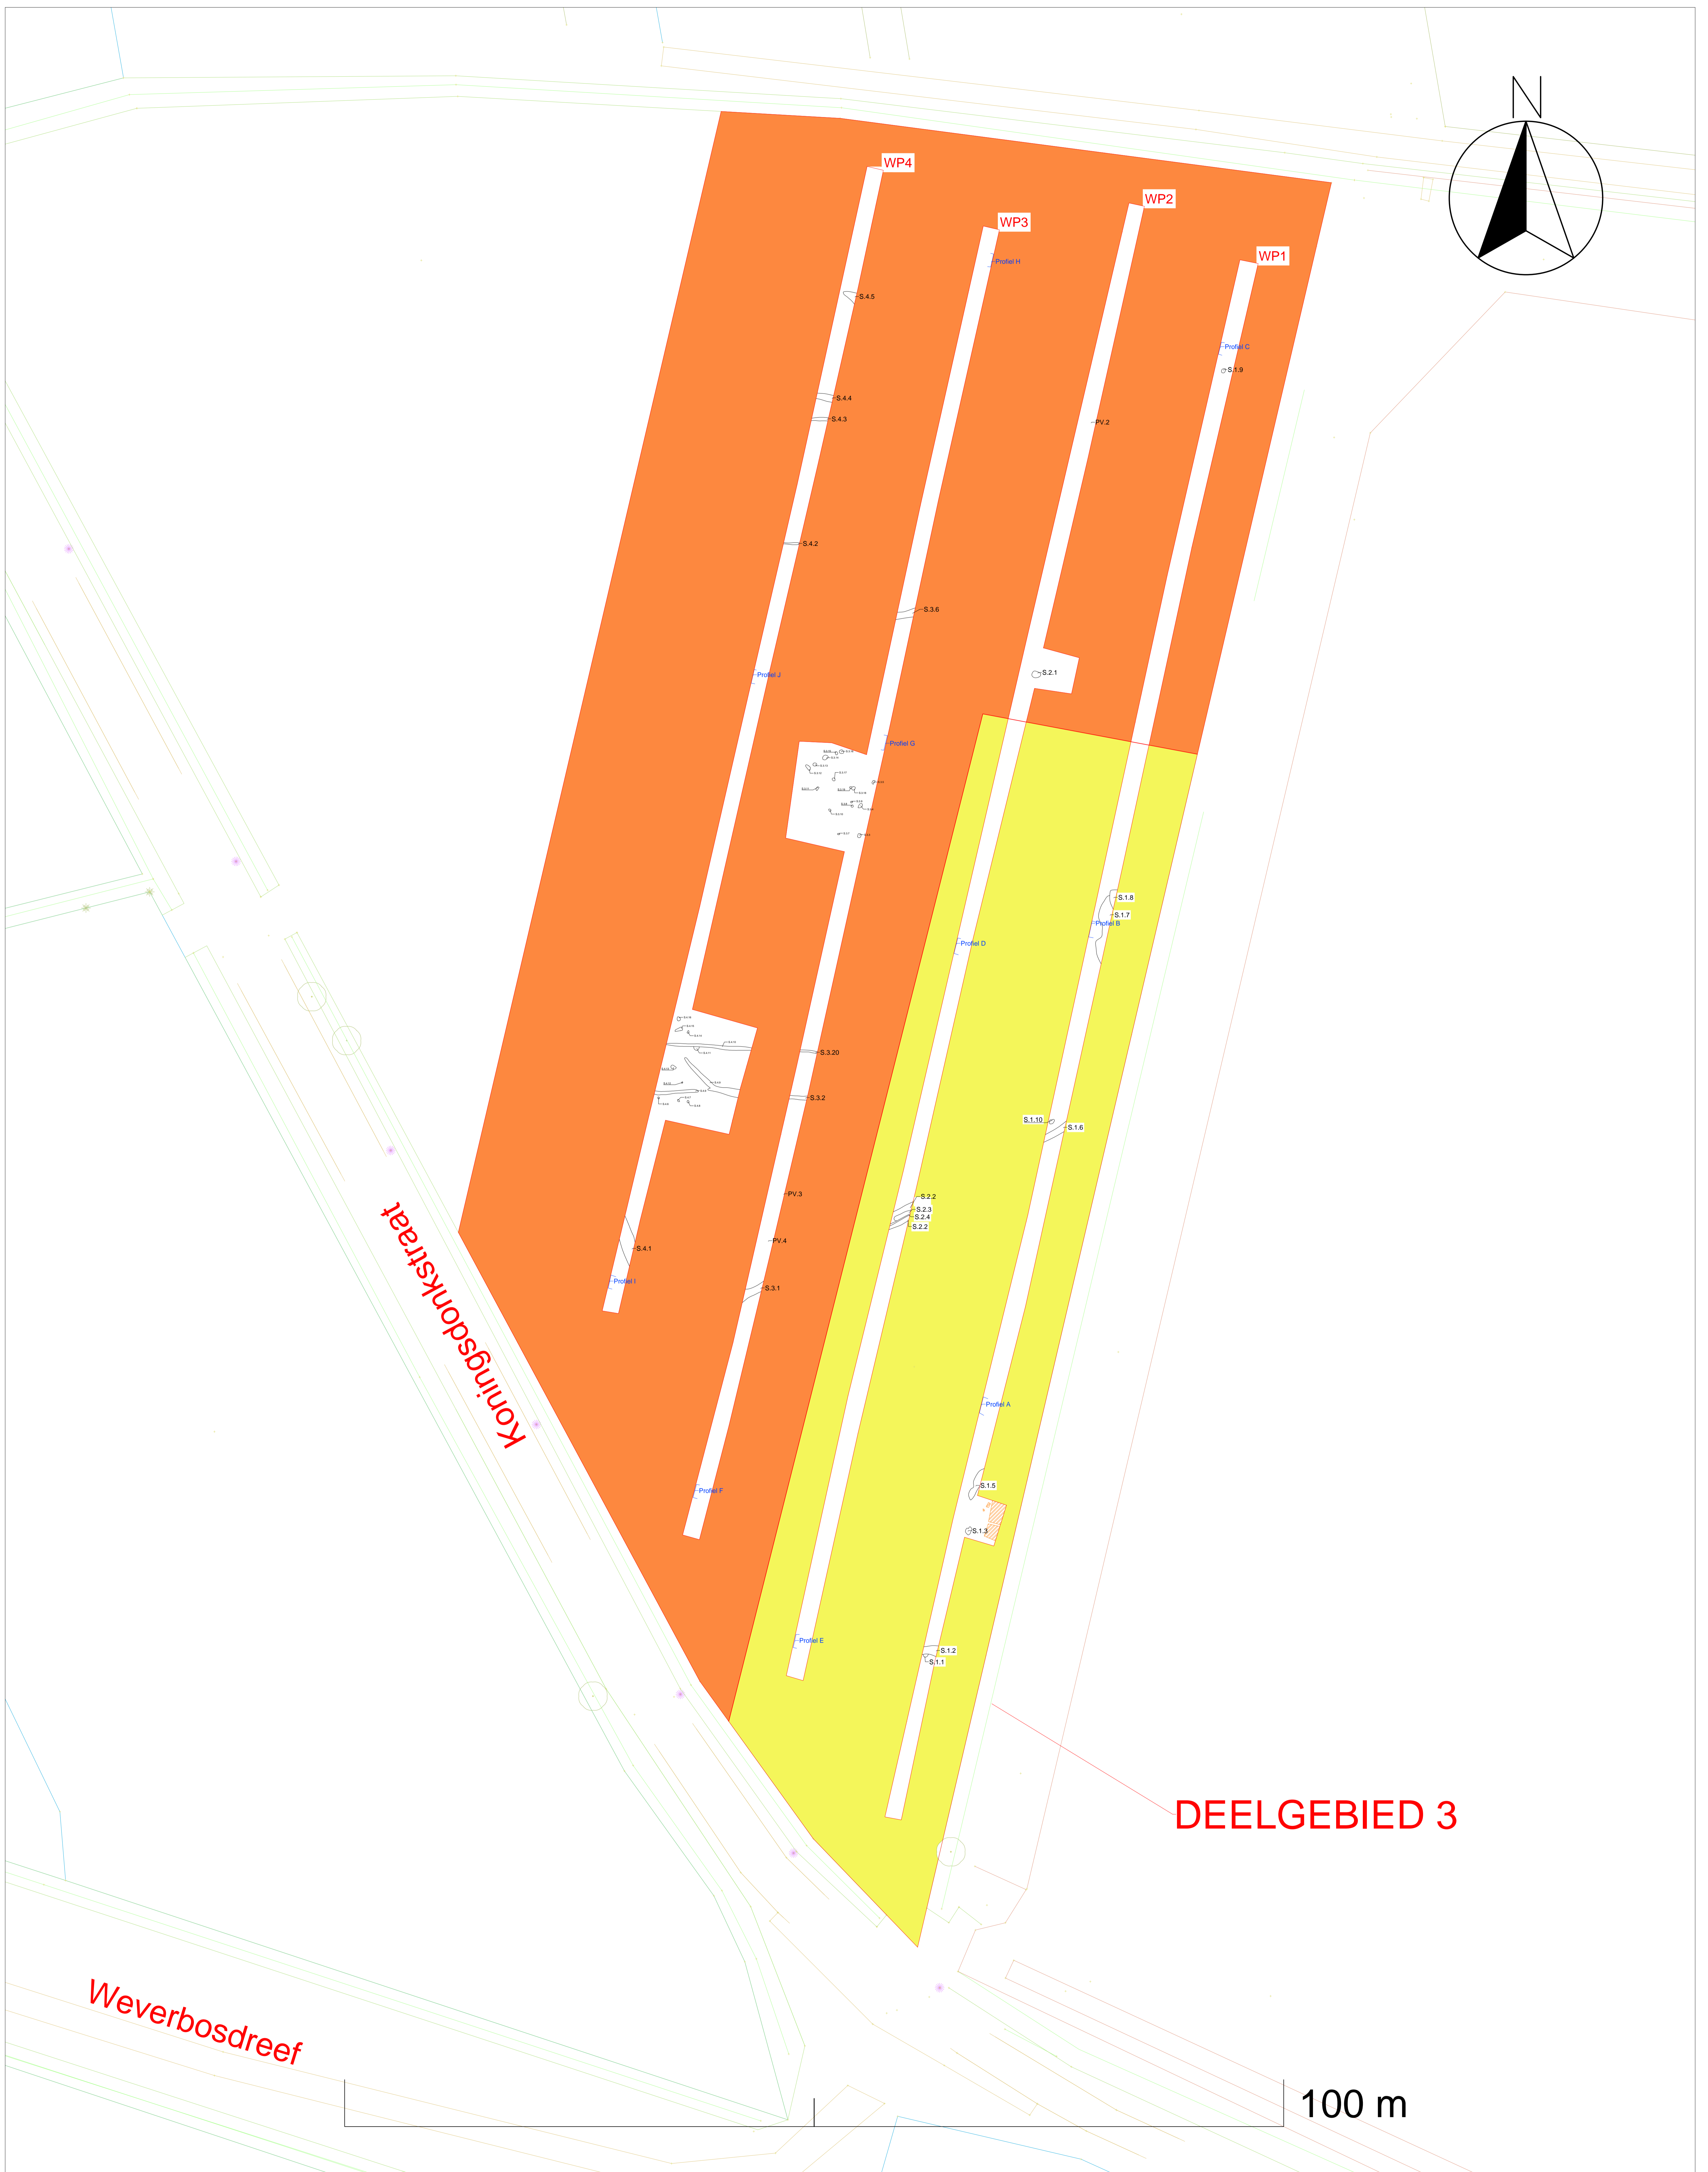 N
WP4
WP2
WP3
WP1
Profiel H
S.4.5
Profiel C
S.1.9
S.4.4
S.4.3
PV.2
S.4.2
S.3.6
S.2.1
Profiel J
Profiel G
S.1.8
S.1.7
Profiel B
Profiel D
S.3.20
S.3.2
S.1.10
S.1.6
PV.3
S.2.2
S.2.3
S.2.4
S.2.2
PV.4
S.4.1
Profiel I
S.3.1
Koningsdonkstraat
Profiel A
S.1.5
Profiel F
S.1.3
Profiel E
S.1.2
S.1.1
DEELGEBIED 3
Weverbosdreef
100 m